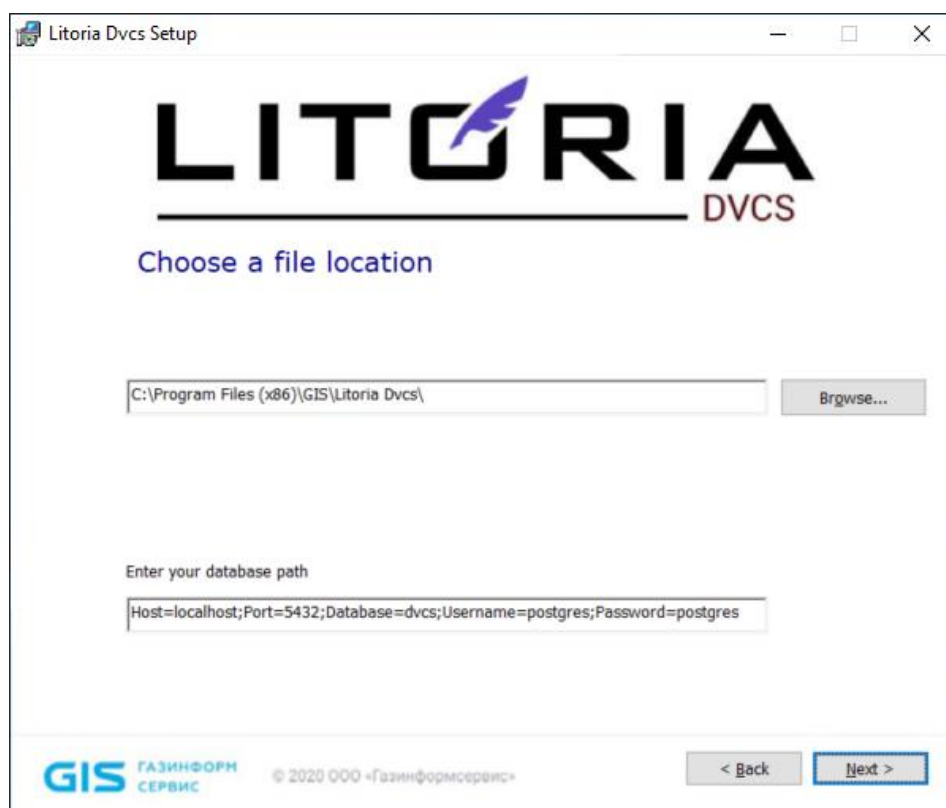 Litoria Dvcs Setup
LITORIA
DVCS
Choose a file location
C:\Program Files (x86)\GIS\Litoria Dvcs\
Browse...
Enter your database path
Host=localhost;Port=5432;Database=dvcs;Username=postgres;Password=postgres
GIS ГАЗИНФОРМ
СЕРВИС
© 2020 ООО «Газинформсервис»
< Back
Next >